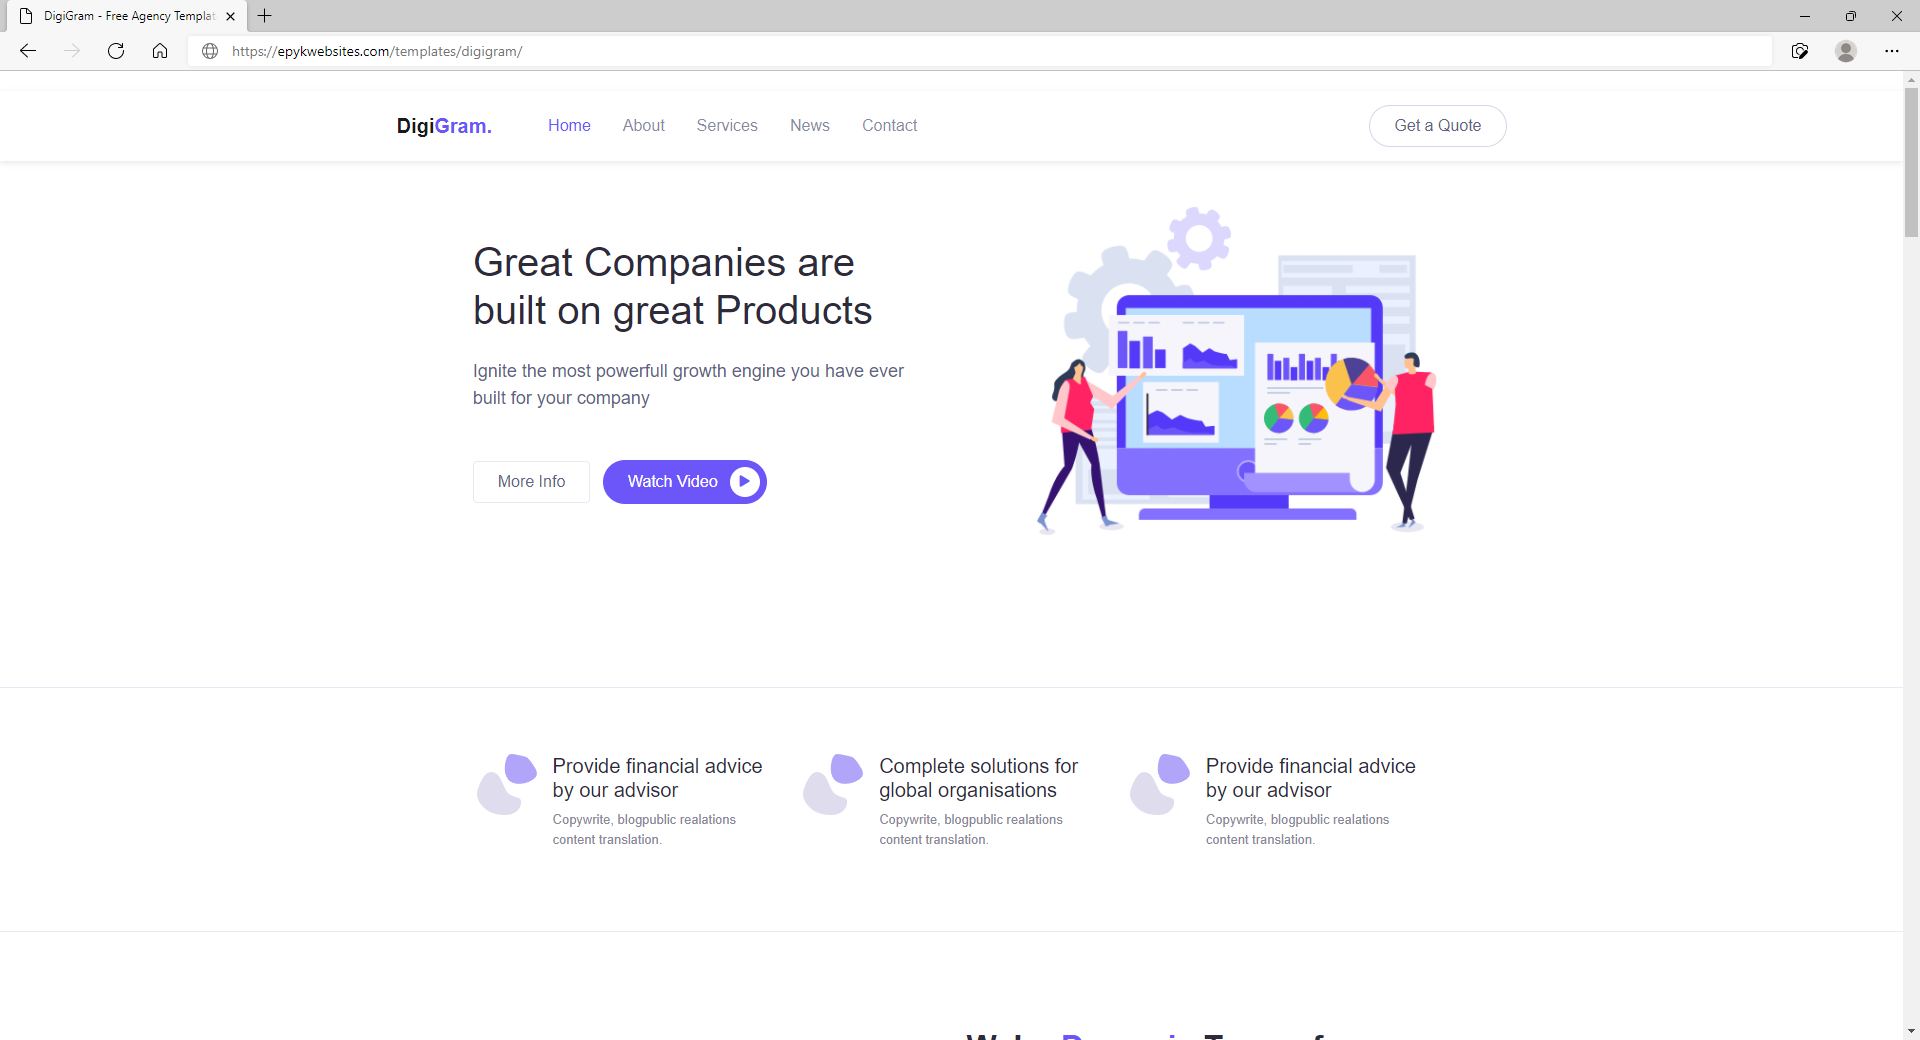 DigiGram - Free Agency Templat
https://epykwebsites.com/templates/digigram/
DigiGram.
Home
About
Services
News
Contact
Get a Quote
Great Companies are
built on great Products
Ignite the most powerfull growth engine you have ever
built for your company
More Info
Watch Video
Provide financial advice
by our advisor
Copywrite, blogpublic realations
content translation.
Complete solutions for
global organisations
Copywrite, blogpublic realations
content translation.
Provide financial advice
by our advisor
Copywrite, blogpublic realations
content translation.